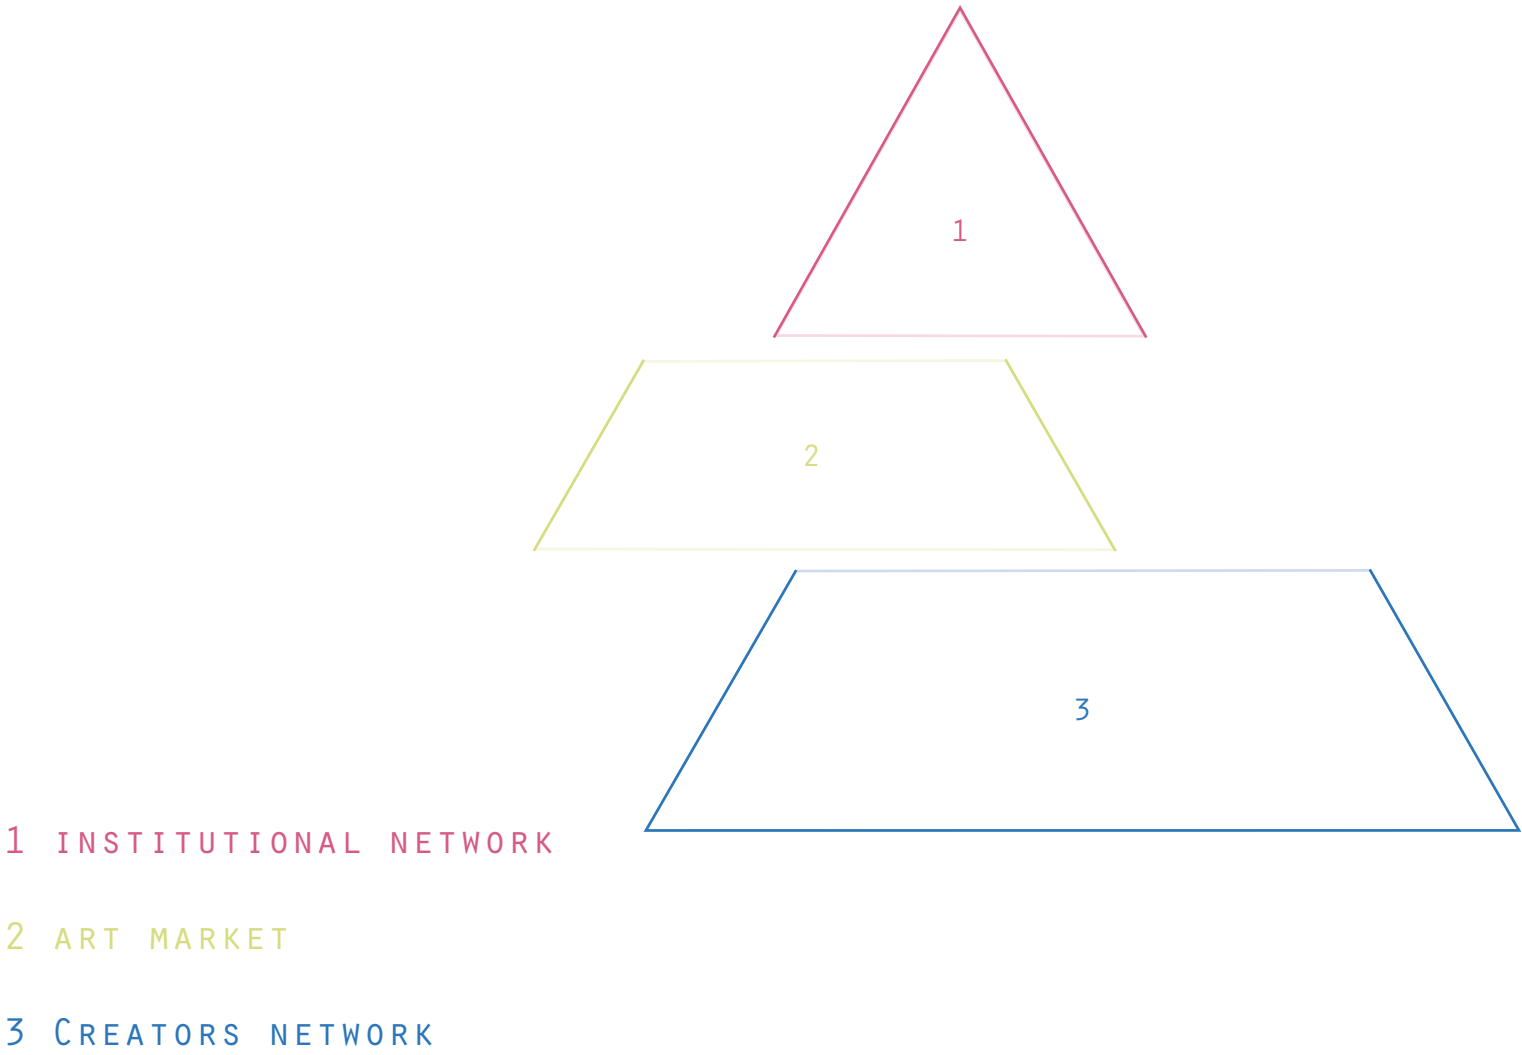 1
2
3
1 INSTITUTIONAL NETWORK
2 ART MARKET
3 CREATORS NETWORK